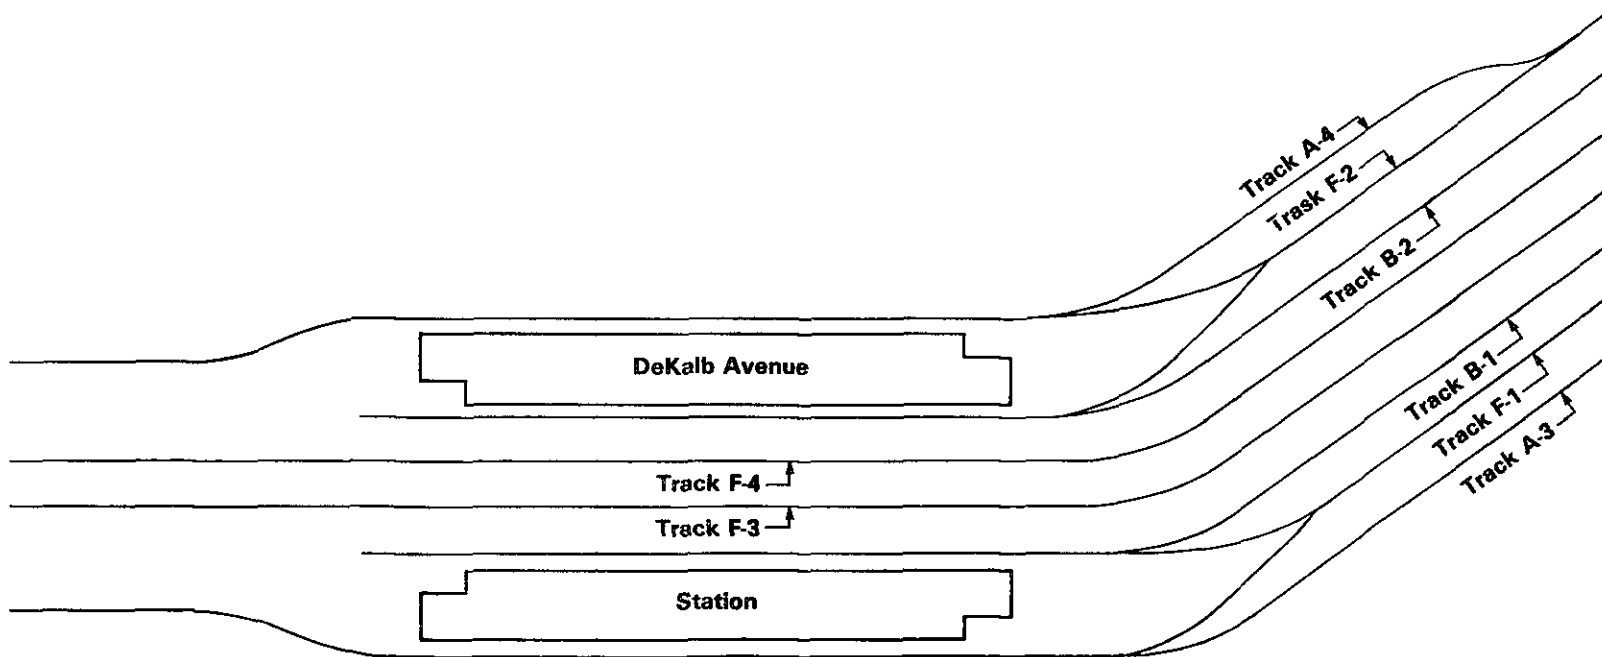 Track A-4
Trask F-2
Track B-2
DeKalb Avenue
Track B-1
Track F-1
Track A-3
Track F-4
Track F-3
Station